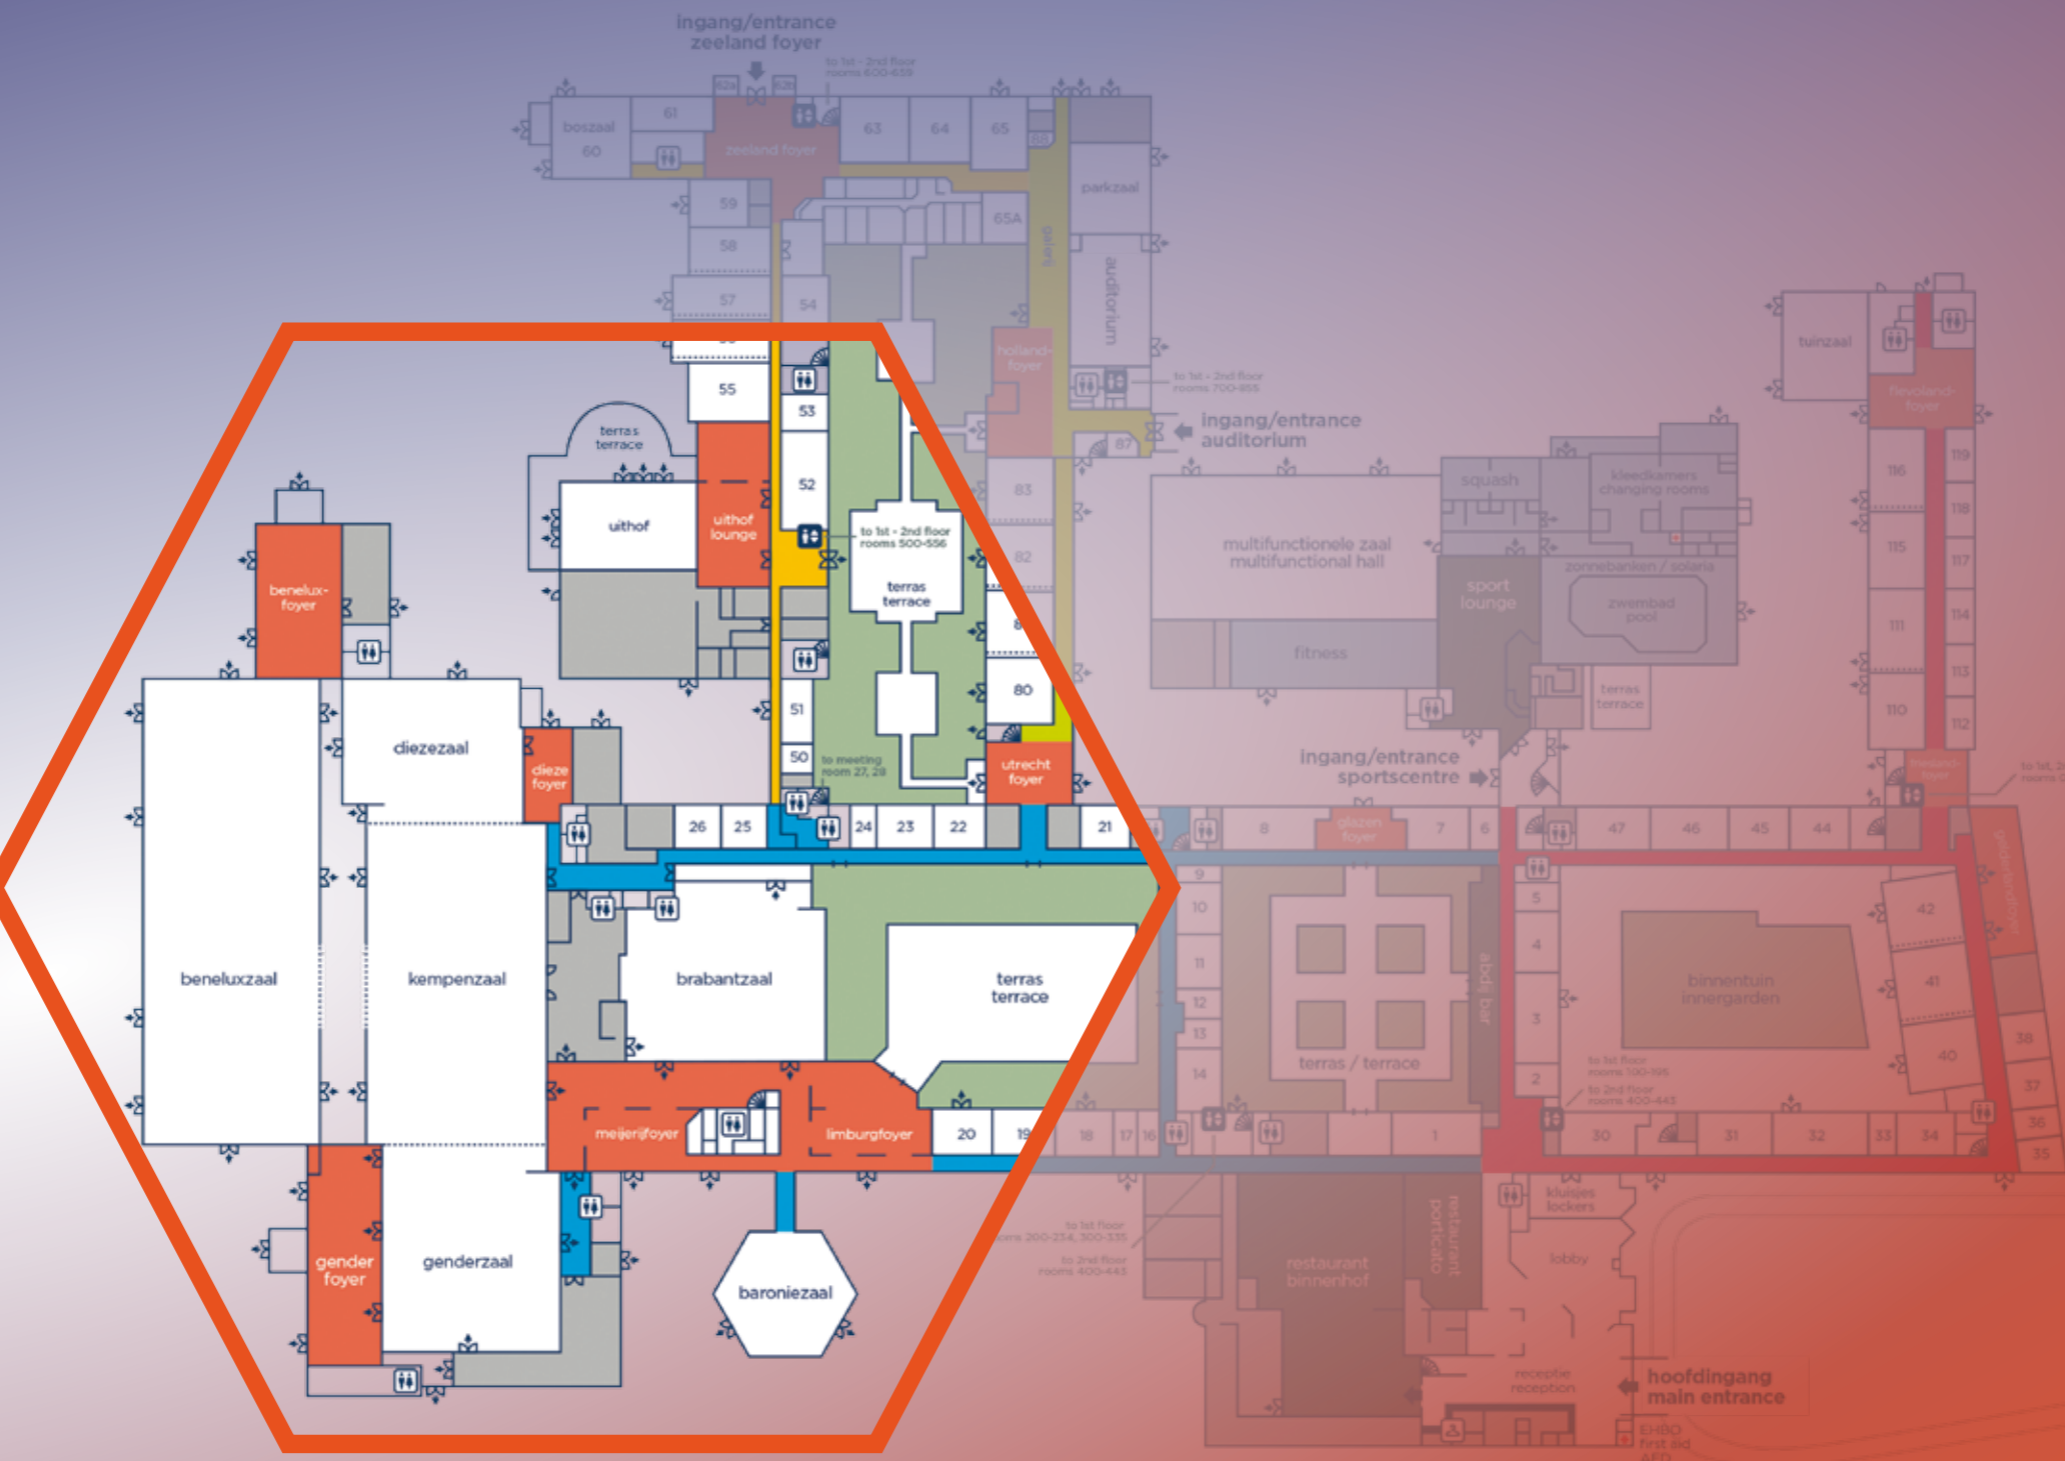 ingang/entrance
zeeland foyer
to 1st - 2nd floor
rooms 600-659
62a
62b
61
boszaal
60
zeeland foyer
63
64
65
88
parkzaal
59
65A
58
galerij
57
54
auditorium
holland-
foyer
to 1st - 2nd floor
rooms 700-855
tuinzaal
flevoland-
foyer
55
53
ingang/entrance
auditorium
87
terras
terrace
52
uithof
uithof
lounge
to 1st - 2nd floor
rooms 500-556
83
82
squash
kleedkamers
changing rooms
116
119
118
115
117
multifunctionele zaal
multifunctional hall
zonnebanken / solaria
sport
lounge
zwembad
pool
benelux-
foyer
terras
terrace
111
114
fitness
113
80
terras
terrace
110
112
51
diezezaal
dieze
foyer
50
to meeting
room 27, 28
utrecht
foyer
ingang/entrance
sportscentre
friesland-
foyer
26
25
24
23
22
21
8
glazen
foyer
7
6
47
46
45
44
gelderlandfoyer
9
10
5
42
4
abdij bar
beneluxzaal
kempenzaal
brabantzaal
terras
terrace
11
12
13
binnentuin
innergarden
41
3
38
terras / terrace
14
to 1st floor
rooms 100-195
to 2nd floor
rooms 400-443
40
2
37
36
35
meijerijfoyer
limburgfoyer
20
19
18
17
16
1
30
31
32
33
34
kluisjes
lockers
restaurant
porticato
to 1st floor
rooms 200-234, 300-335
to 2nd floor
rooms 400-443
lobby
gender
foyer
genderzaal
restaurant
binnenhof
baroniezaal
receptie
reception
hoofdingang
main entrance
EHBO
first aid
AED